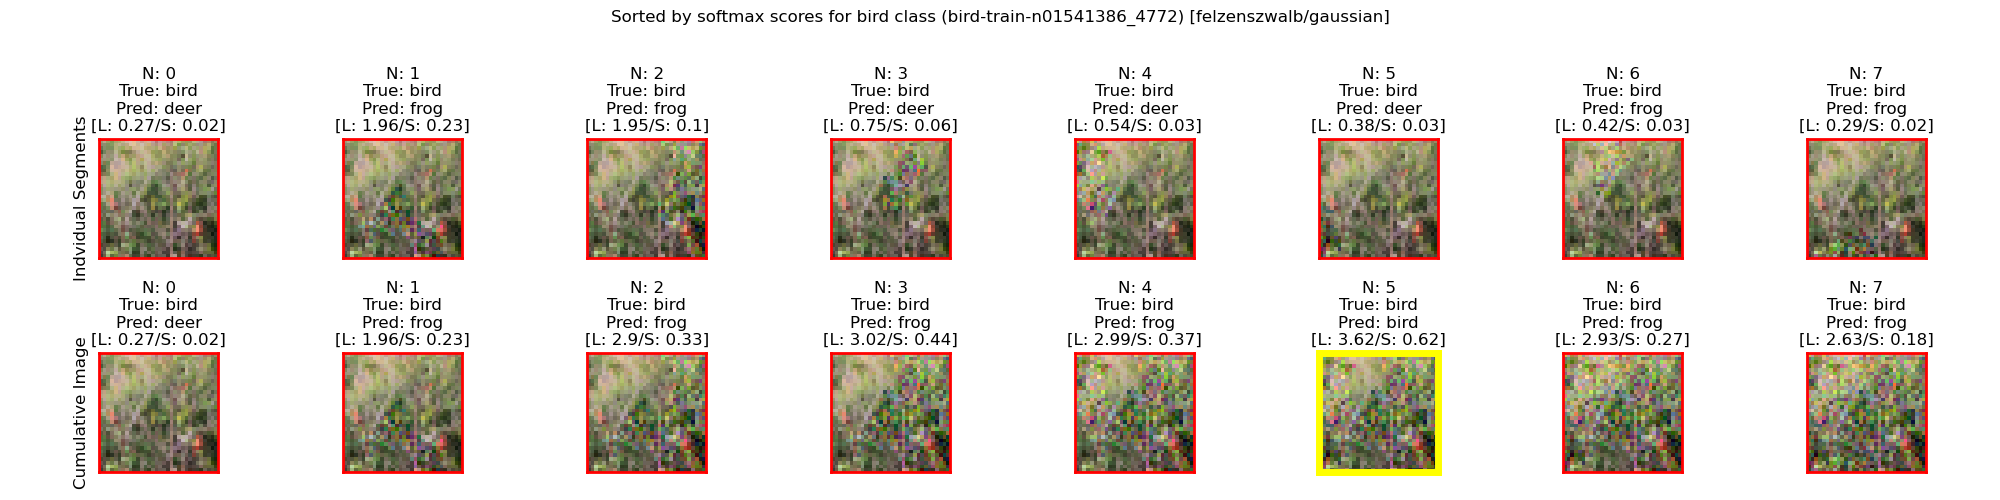 Sorted by softmax scores for bird class (bird-train-n01541386_4772) [felzenszwalb/gaussian]
Indvidual Segments
N: 0
True: bird
Pred: deer
[L: 0.27/S: 0.02]
N: 1
True: bird
Pred: frog
[L: 1.96/S: 0.23]
N: 2
True: bird
Pred: frog
[L: 1.95/S: 0.1]
N: 3
True: bird
Pred: deer
[L: 0.75/S: 0.06]
N: 4
True: bird
Pred: deer
[L: 0.54/S: 0.03]
N: 5
True: bird
Pred: deer
[L: 0.38/S: 0.03]
N: 6
True: bird
Pred: frog
[L: 0.42/S: 0.03]
N: 7
True: bird
Pred: frog
[L: 0.29/S: 0.02]
Cumulative Image
N: 0
True: bird
Pred: deer
[L: 0.27/S: 0.02]
N: 1
True: bird
Pred: frog
[L: 1.96/S: 0.23]
N: 2
True: bird
Pred: frog
[L: 2.9/S: 0.33]
N: 3
True: bird
Pred: frog
[L: 3.02/S: 0.44]
N: 4
True: bird
Pred: frog
[L: 2.99/S: 0.37]
N: 5
True: bird
Pred: bird
[L: 3.62/S: 0.62]
N: 6
True: bird
Pred: frog
[L: 2.93/S: 0.27]
N: 7
True: bird
Pred: frog
[L: 2.63/S: 0.18]